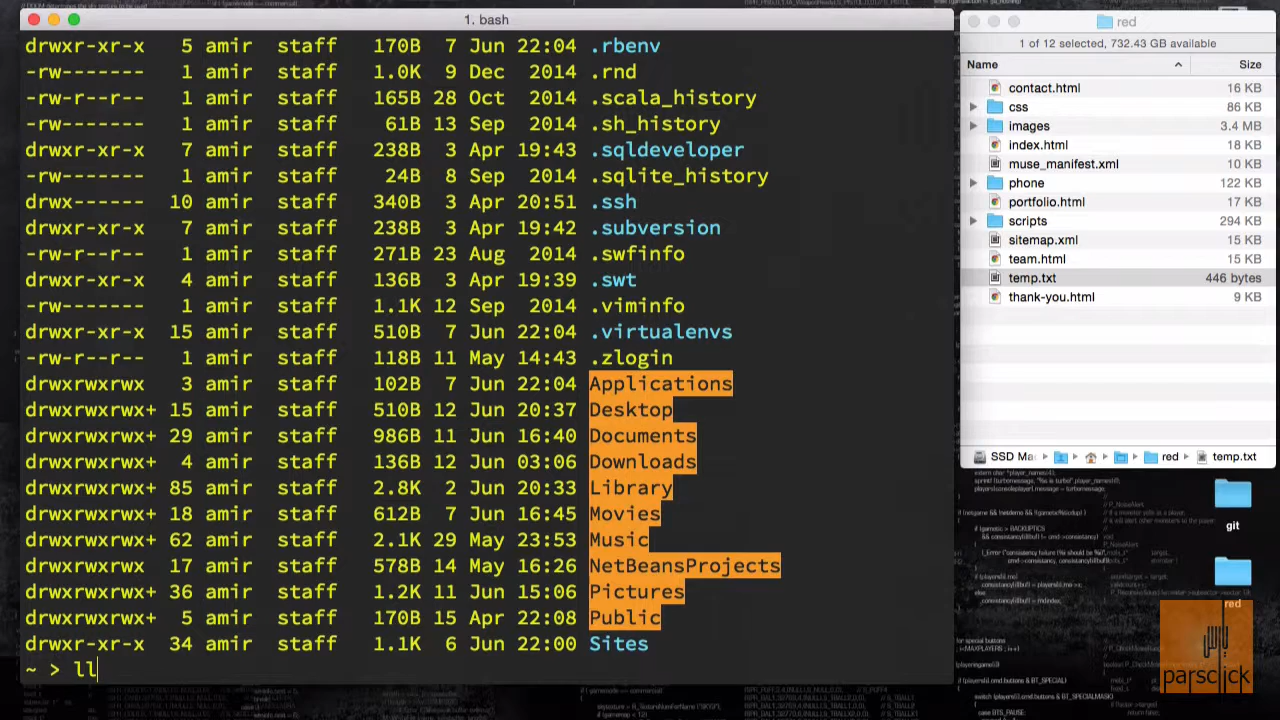 1. bash
drwxr-xr-x 5 amir staff 170B 7 Jun 22:04 .rbenv
-rw------- 1 amir staff 1.0K 9 Dec 2014 .rnd
-rw-r--r-- 1 amir staff 165B 28 Oct 2014 .scala_history
-rw------- 1 amir staff 61B 13 Sep 2014 .sh_history
drwxr-xr-x 7 amir staff 238B 3 Apr 19:43 .sqldeveloper
-rw-r--r-- 1 amir staff 24B 8 Sep 2014 .sqlite_history
drwx------ 10 amir staff 340B 3 Apr 20:51 .ssh
drwxr-xr-x 7 amir staff 238B 3 Apr 19:42 .subversion
-rw-r--r-- 1 amir staff 271B 23 Aug 2014 .swfinfo
drwxr-xr-x 4 amir staff 136B 3 Apr 19:39 .swt
-rw------- 1 amir staff 1.1K 12 Sep 2014 .viminfo
drwxr-xr-x 15 amir staff 510B 7 Jun 22:04 .virtualenvs
-rw-r--r-- 1 amir staff 118B 11 May 14:43 .zlogin
drwxrwxrwx 3 amir staff 102B 7 Jun 22:04 Applications
drwxrwxrwx+ 15 amir staff 510B 12 Jun 20:37 Desktop
drwxrwxrwx+ 29 amir staff 986B 11 Jun 16:40 Documents
drwxrwxrwx+ 4 amir staff 136B 12 Jun 03:06 Downloads
drwxrwxrwx+ 85 amir staff 2.8K 2 Jun 20:33 Library
drwxrwxrwx+ 18 amir staff 612B 7 Jun 16:45 Movies
drwxrwxrwx+ 62 amir staff 2.1K 29 May 23:53 Music
drwxrwxrwx 17 amir staff 578B 14 May 16:26 NetBeansProjects
drwxrwxrwx+ 36 amir staff 1.2K 11 Jun 15:06 Pictures
drwxrwxrwx+ 5 amir staff 170B 15 Apr 22:08 Public
drwxr-xr-x 34 amir staff 1.1K 6 Jun 22:00 Sites
~ > ll
red
1 of 12 selected, 732.43 GB available
Name Size
contact.html 16 KB
css 86 KB
images 3.4 MB
index.html 18 KB
muse_manifest.xml 10 KB
phone 122 KB
portfolio.html 17 KB
scripts 294 KB
sitemap.xml 15 KB
team.html 15 KB
temp.txt 446 bytes
thank-you.html 9 KB
SSD Ma red temp.txt
git
red
پارس
parsclick